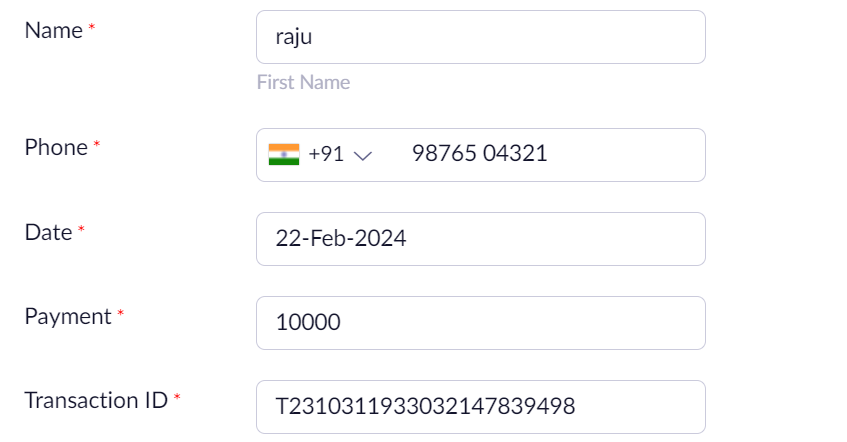 Name * raju
First Name
Phone * +91 98765 04321
Date * 22-Feb-2024
Payment * 10000
Transaction ID * T2310311933032147839498